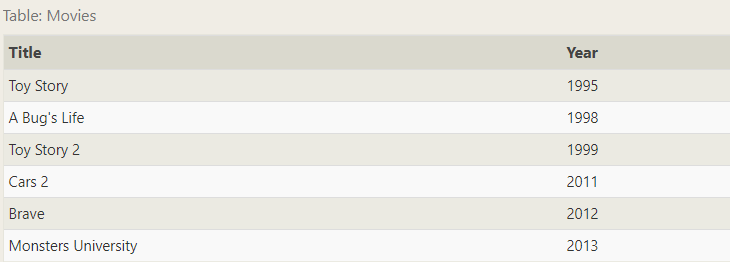 Table: Movies
Title Year
Toy Story 1995
A Bug's Life 1998
Toy Story 2 1999
Cars 2 2011
Brave 2012
Monsters University 2013